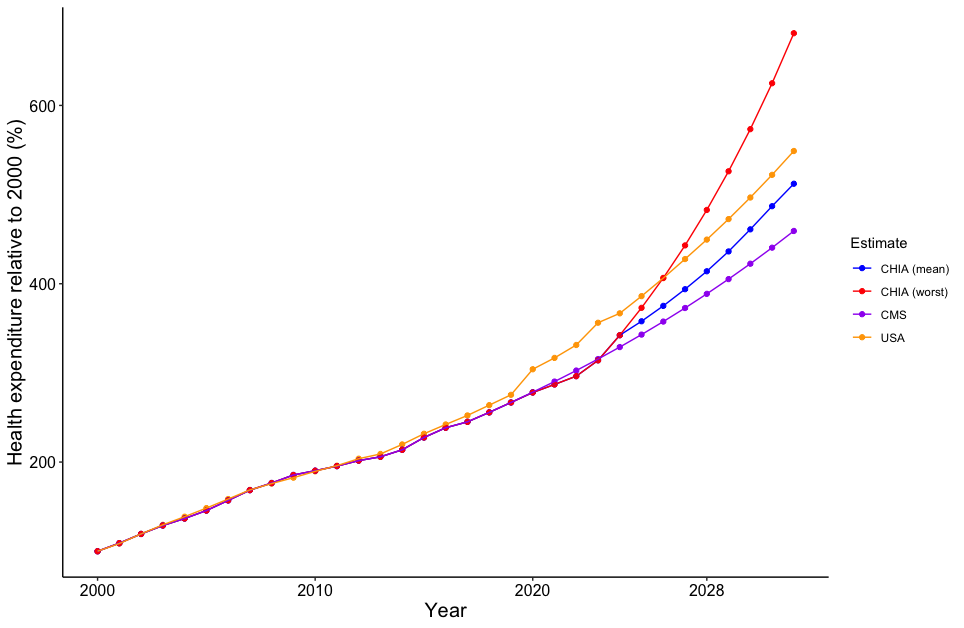 Health expenditure relative to 2000 (%)
600
400
200
2000
2010
2020
2028
Year
Estimate
CHIA (mean)
CHIA (worst)
CMS
USA